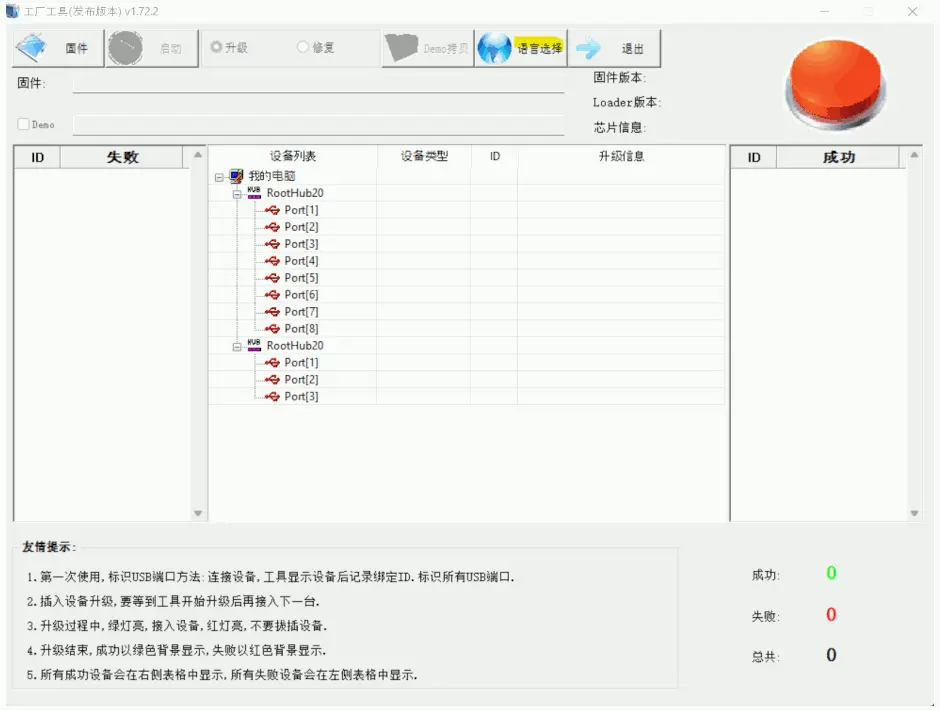 工厂工具(发布版本) v1.72.2
固件 启动 升级 修复 Demo拷贝 语言选择 退出
固件:
固件版本:
Loader版本:
Demo
芯片信息:
ID 失败
设备列表 设备类型 ID 升级信息
ID 成功
我的电脑
HUB RootHub20
Port[1]
Port[2]
Port[3]
Port[4]
Port[5]
Port[6]
Port[7]
Port[8]
HUB RootHub20
Port[1]
Port[2]
Port[3]
友情提示:
1.第一次使用,标识USB端口方法:连接设备,工具显示设备后记录绑定ID.标识所有USB端口.
2.插入设备升级,要等到工具开始升级后再接入下一台.
3.升级过程中,绿灯亮,接入设备,红灯亮,不要拔插设备.
4.升级结束,成功以绿色背景显示,失败以红色背景显示.
5.所有成功设备会在右侧表格中显示,所有失败设备会在左侧表格中显示.
成功: 0
失败: 0
总共: 0